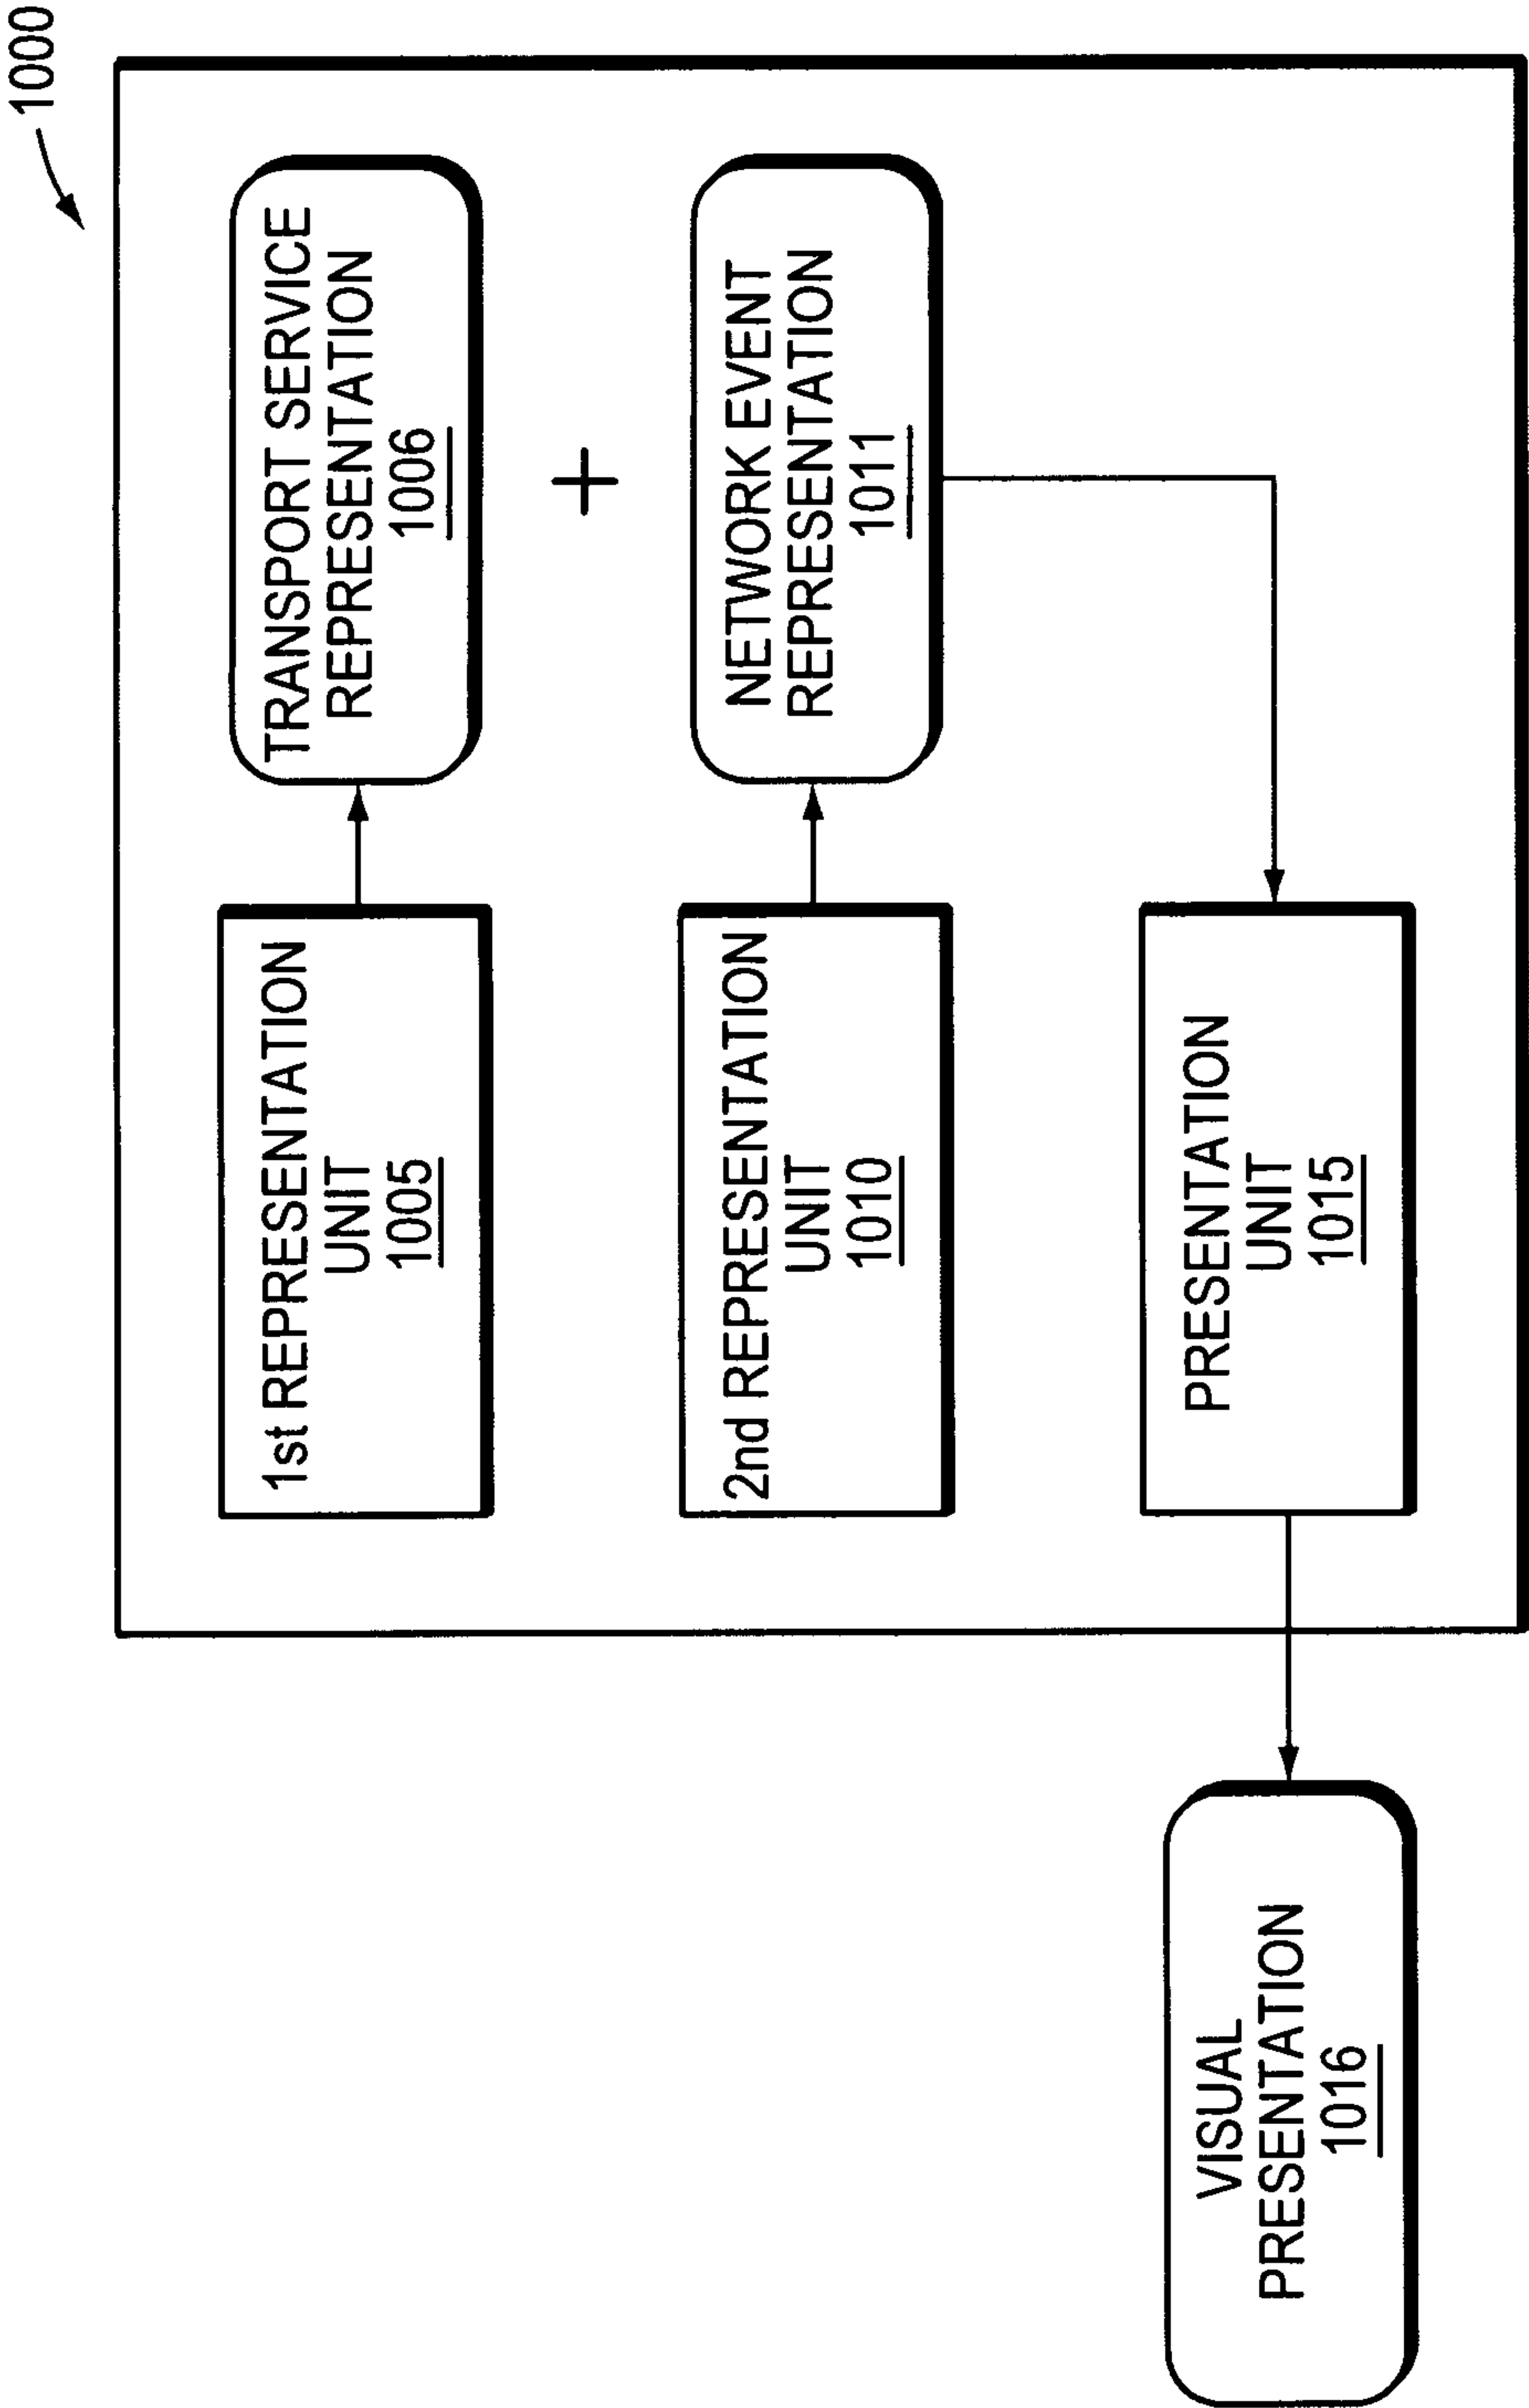 1000
1st REPRESENTATION
UNIT
1005
TRANSPORT SERVICE
REPRESENTATION
1006
+
2nd REPRESENTATION
UNIT
1010
NETWORK EVENT
REPRESENTATION
1011
PRESENTATION
UNIT
1015
VISUAL
PRESENTATION
1016